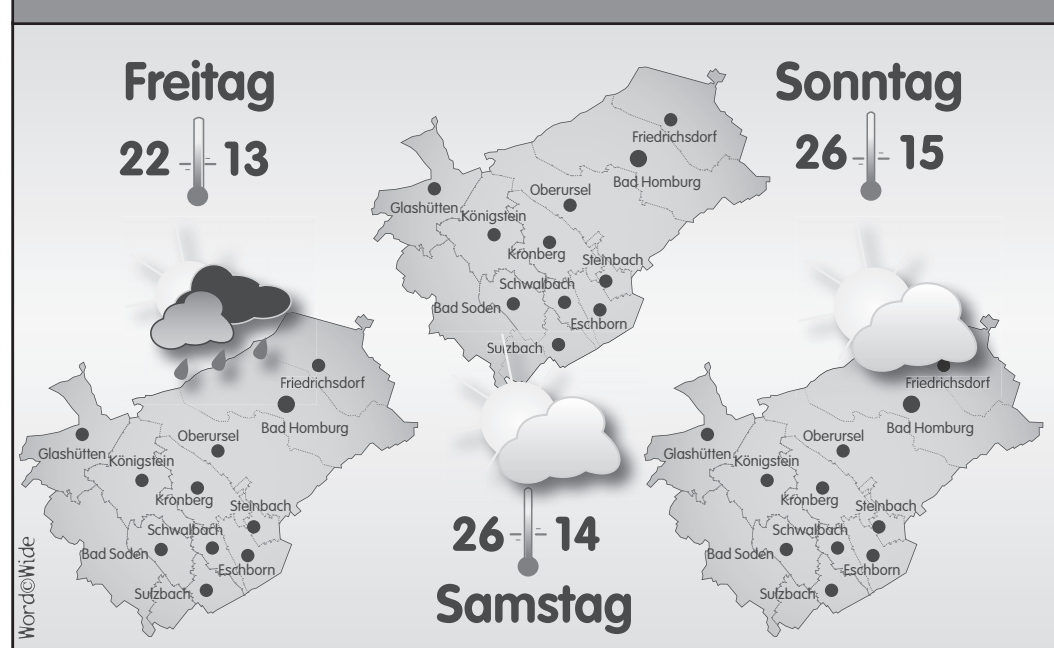 Freitag
22 13
Friedrichsdorf
Bad Homburg
Oberursel
Glashütten
Königstein
Kronberg
Steinbach
Schwalbach
Bad Soden
Eschborn
Sulzbach
Sonntag
26 15
Friedrichsdorf
Bad Homburg
Oberursel
Glashütten
Königstein
Kronberg
Steinbach
Schwalbach
Bad Soden
Eschborn
Sulzbach
26 14
Samstag
Friedrichsdorf
Bad Homburg
Oberursel
Glashütten
Königstein
Kronberg
Steinbach
Schwalbach
Bad Soden
Eschborn
Sulzbach
Word©Wide